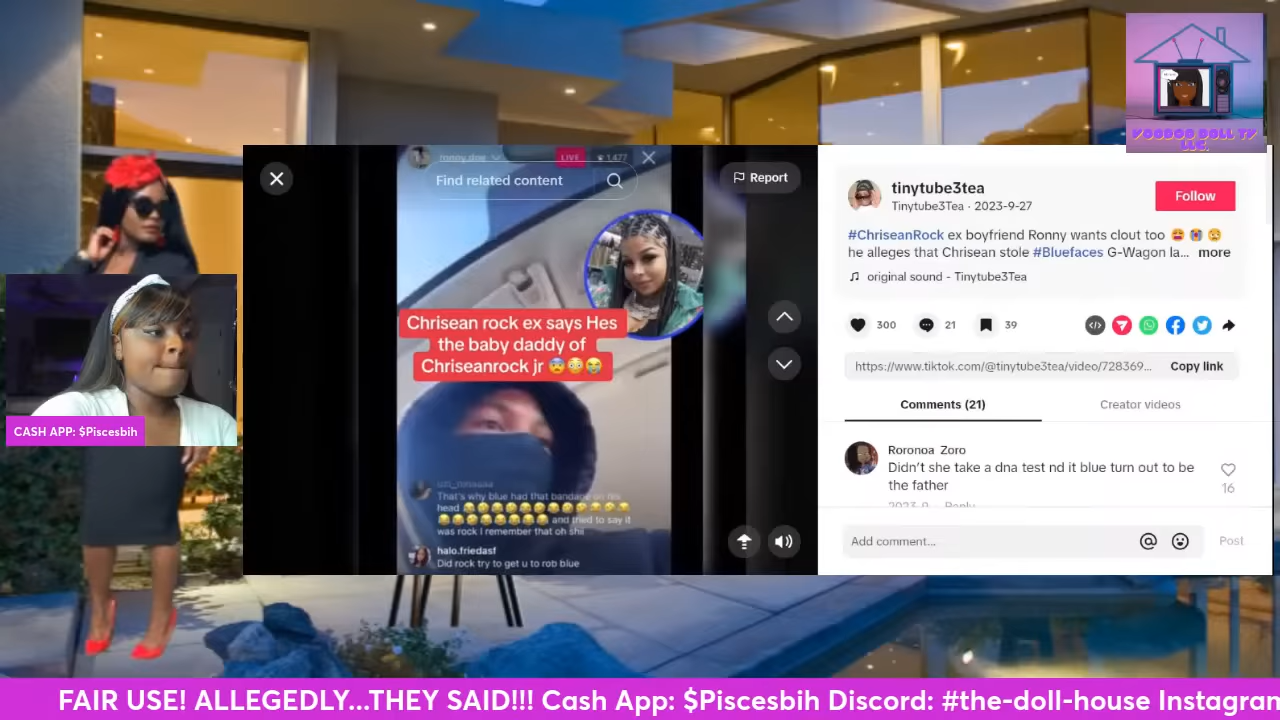 VOODOO DOLL TV
LLC.
LIVE
1,477
Find related content
Report
Chrisean rock ex says Hes
the baby daddy of
Chriseanrock jr 😨😳😭
That's why blue had that bandage on his
head 🤣🤣🤣🤣🤣🤣🤣🤣🤣🤣🤣
🤣🤣🤣🤣🤣🤣🤣🤣 and tried to say it
was rock I remember that oh shii
halo.friedasf
Did rock try to get u to rob blue
CASH APP: $Piscesbih
tinytube3tea
Tinytube3Tea · 2023-9-27
Follow
#ChriseanRock ex boyfriend Ronny wants clout too 😩😭😢
he alleges that Chrisean stole #Bluefaces G-Wagon la... more
♫ original sound - Tinytube3Tea
300
21
39
https://www.tiktok.com/@tinytube3tea/video/728369...
Copy link
Comments (21)
Creator videos
Roronoa Zoro
Didn't she take a dna test nd it blue turn out to be
the father
16
Reply
Add comment...
Post
FAIR USE! ALLEGEDLY...THEY SAID!!! Cash App: $Piscesbih Discord: #the-doll-house Instagram